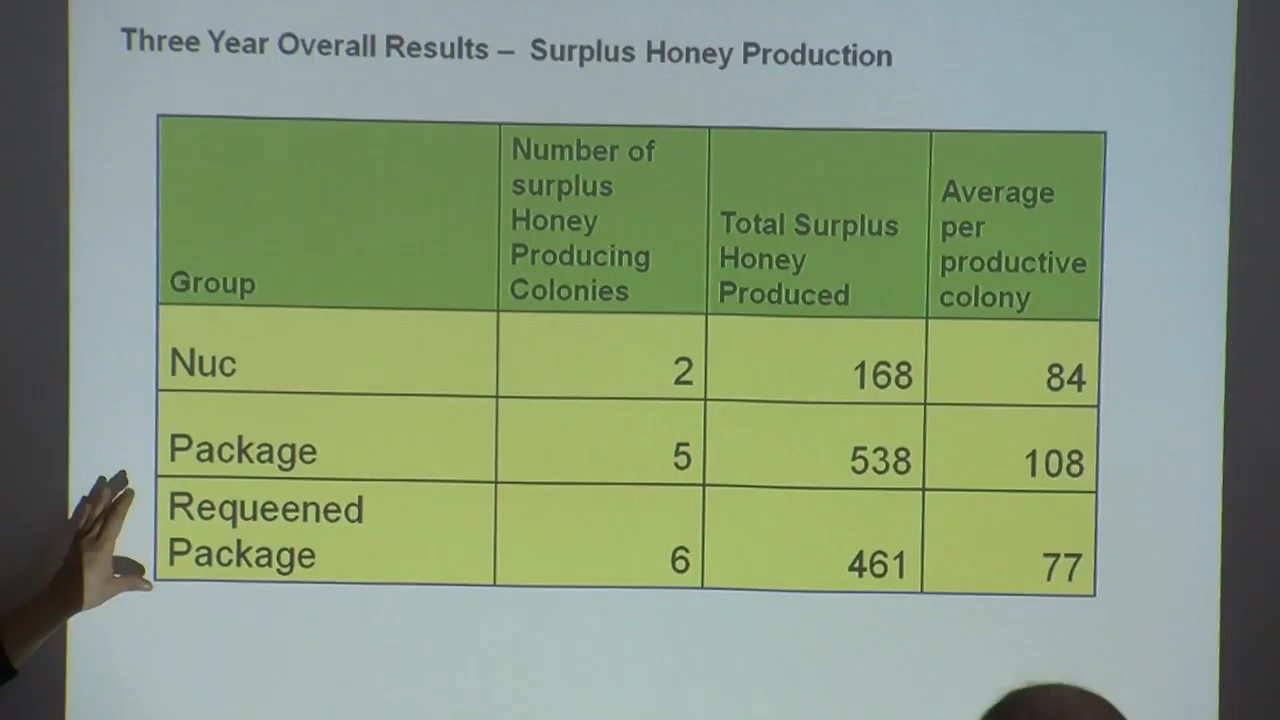 Three Year Overall Results – Surplus Honey Production
Number of
surplus
Honey
Producing
Colonies
Total Surplus
Honey
Produced
Average
per
productive
colony
Group
Nuc 2 168 84
Package 5 538 108
Requeened
Package 6 461 77